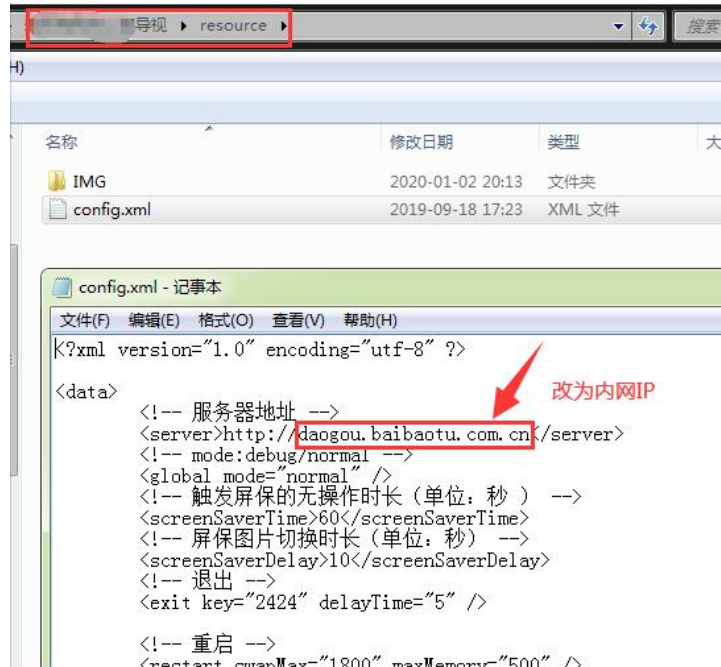 导视 ▸ resource ▸
搜索
H)
名称 修改日期 类型 大
IMG 2020-01-02 20:13 文件夹
config.xml 2019-09-18 17:23 XML 文件
config.xml - 记事本
文件(F) 编辑(E) 格式(O) 查看(V) 帮助(H)
<?xml version="1.0" encoding="utf-8" ?>
<data>
改为内网IP
<!-- 服务器地址 -->
<server>http://daogou.baibaotu.com.cn</server>
<!-- mode:debug/normal -->
<global mode="normal" />
<!-- 触发屏保的无操作时长（单位：秒 ） -->
<screenSaverTime>60</screenSaverTime>
<!-- 屏保图片切换时长（单位：秒） -->
<screenSaverDelay>10</screenSaverDelay>
<!-- 退出 -->
<exit key="2424" delayTime="5" />
<!-- 重启 -->
<restart swapMax="1800" maxMemory="500" />